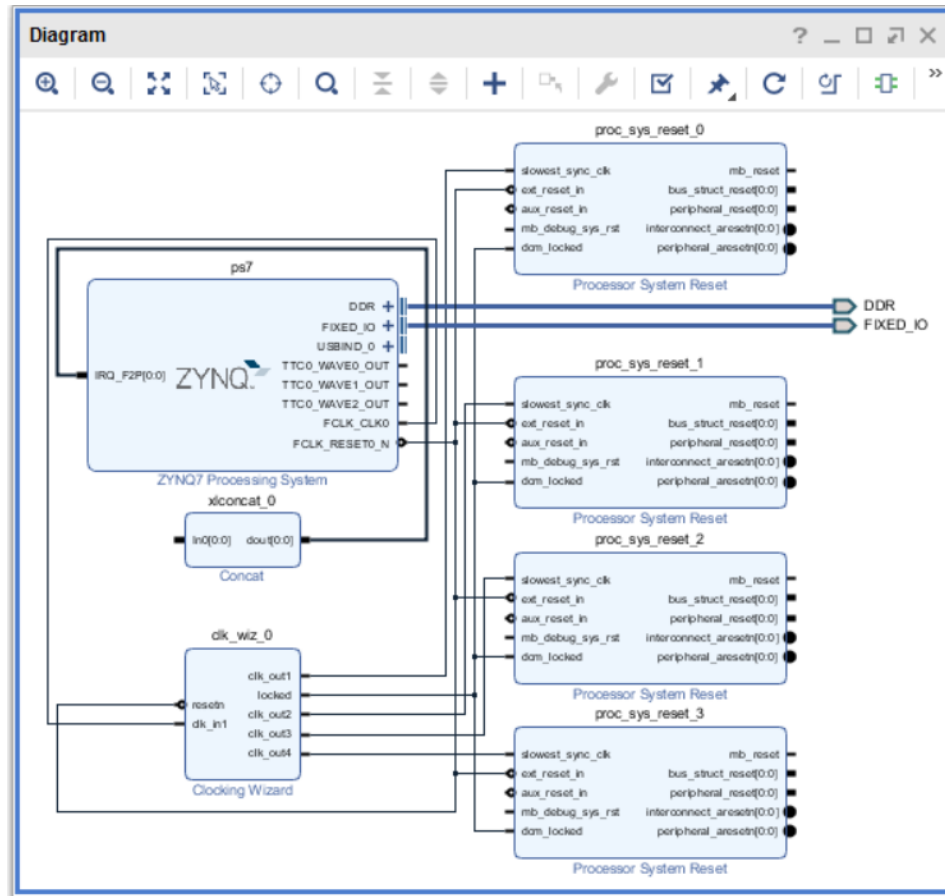 Diagram
proc_sys_reset_0
slowest_sync_clk
ext_reset_in
aux_reset_in
mb_debug_sys_rst
dcm_locked
mb_reset
bus_struct_reset[0:0]
peripheral_reset[0:0]
interconnect_aresetn[0:0]
peripheral_aresetn[0:0]
Processor System Reset
ps7
IRQ_F2P[0:0]
ZYNQ
DDR
FIXED_IO
USBIND_0
TTC0_WAVE0_OUT
TTC0_WAVE1_OUT
TTC0_WAVE2_OUT
FCLK_CLK0
FCLK_RESET0_N
ZYNQ7 Processing System
DDR
FIXED_IO
proc_sys_reset_1
slowest_sync_clk
ext_reset_in
aux_reset_in
mb_debug_sys_rst
dcm_locked
mb_reset
bus_struct_reset[0:0]
peripheral_reset[0:0]
interconnect_aresetn[0:0]
peripheral_aresetn[0:0]
Processor System Reset
xlconcat_0
In0[0:0]
dout[0:0]
Concat
proc_sys_reset_2
slowest_sync_clk
ext_reset_in
aux_reset_in
mb_debug_sys_rst
dcm_locked
mb_reset
bus_struct_reset[0:0]
peripheral_reset[0:0]
interconnect_aresetn[0:0]
peripheral_aresetn[0:0]
Processor System Reset
clk_wiz_0
resetn
clk_in1
clk_out1
locked
clk_out2
clk_out3
clk_out4
Clocking Wizard
proc_sys_reset_3
slowest_sync_clk
ext_reset_in
aux_reset_in
mb_debug_sys_rst
dcm_locked
mb_reset
bus_struct_reset[0:0]
peripheral_reset[0:0]
interconnect_aresetn[0:0]
peripheral_aresetn[0:0]
Processor System Reset